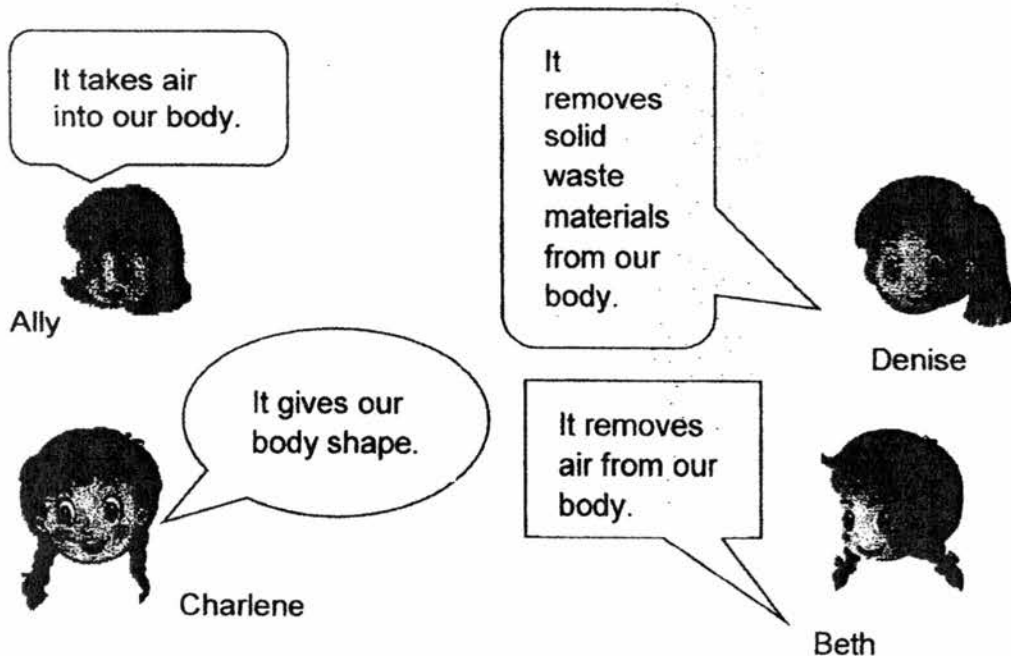 It takes air
into our body.
Ally
It
removes
solid
waste
materials
from our
body.
Denise
It gives our
body shape.
Charlene
It removes
air from our
body.
Beth